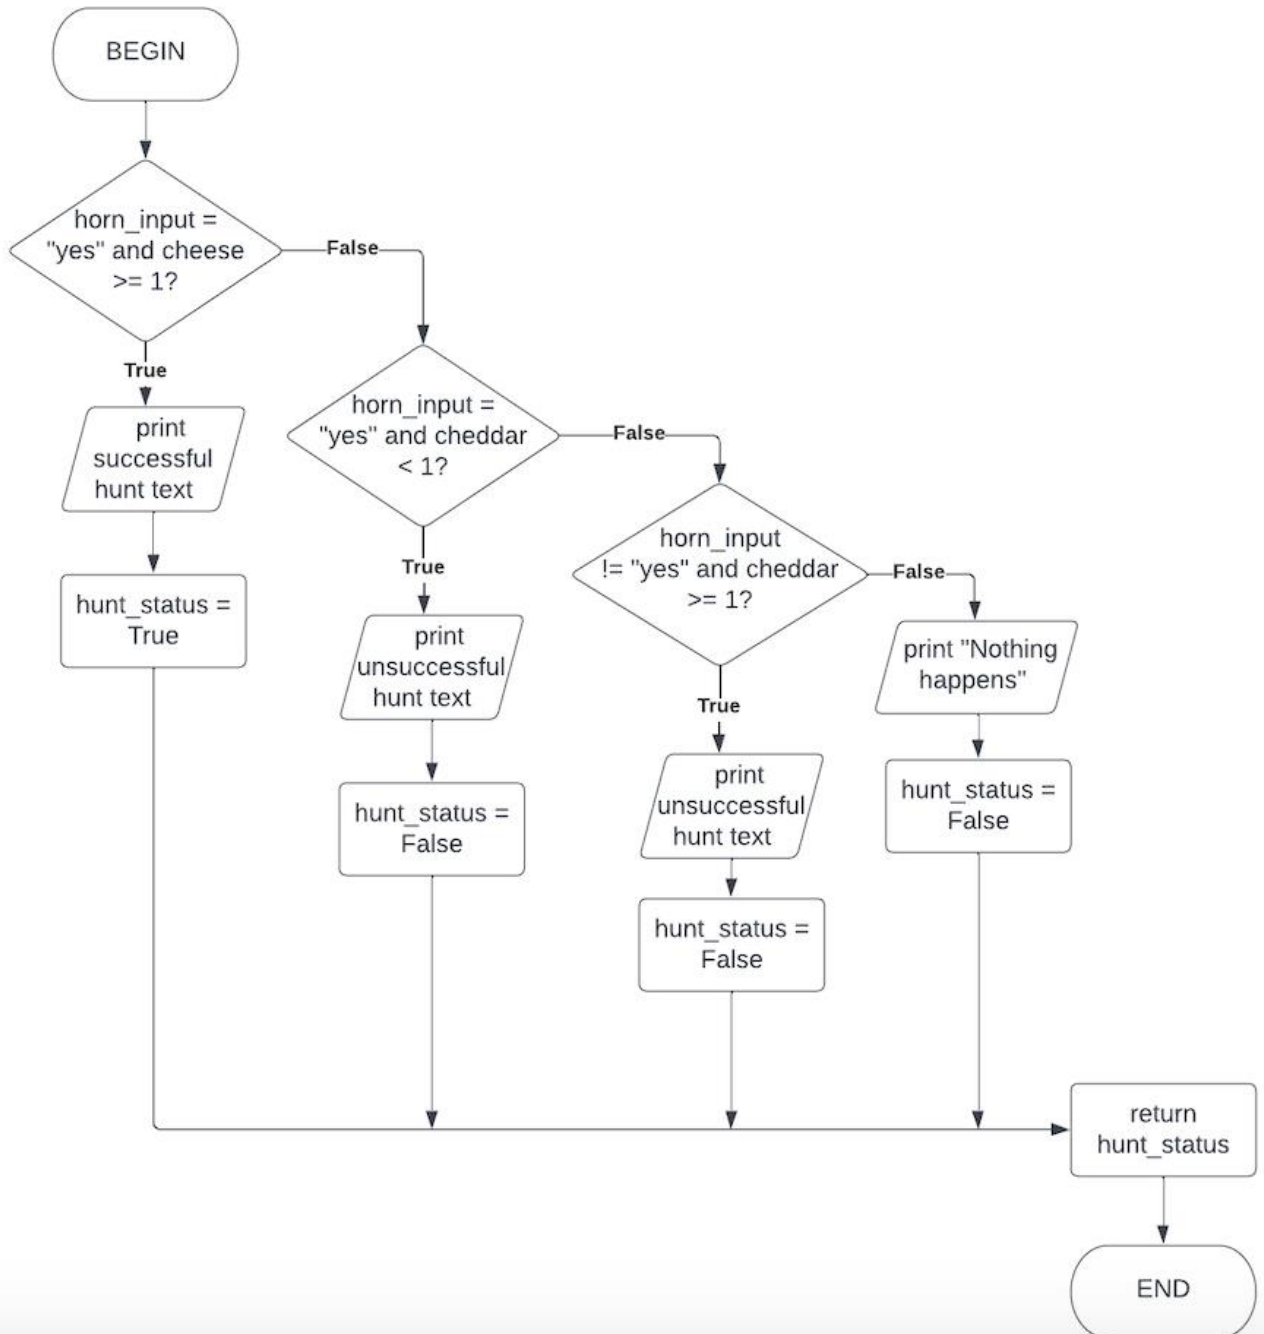 BEGIN
horn_input =
"yes" and cheese
>= 1?
False
True
print
successful
hunt text
hunt_status =
True
horn_input =
"yes" and cheddar
< 1?
False
True
print
unsuccessful
hunt text
hunt_status =
False
horn_input
!= "yes" and cheddar
>= 1?
False
True
print
unsuccessful
hunt text
hunt_status =
False
print "Nothing
happens"
hunt_status =
False
return
hunt_status
END